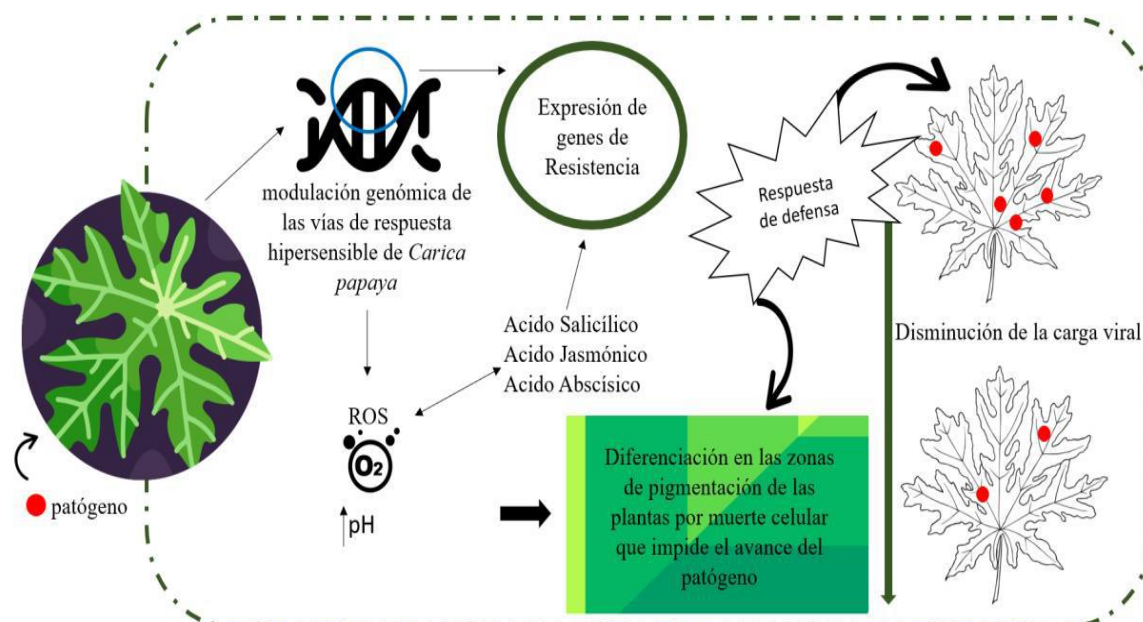 patógeno
modulación genómica de
las vías de respuesta
hipersensible de Carica
papaya
Expresión de
genes de
Resistencia
Acido Salicílico
Acido Jasmónico
Acido Abscísico
ROS
O2
pH
Respuesta
de defensa
Diferenciación en las zonas
de pigmentación de las
plantas por muerte celular
que impide el avance del
patógeno
Disminución de la carga viral